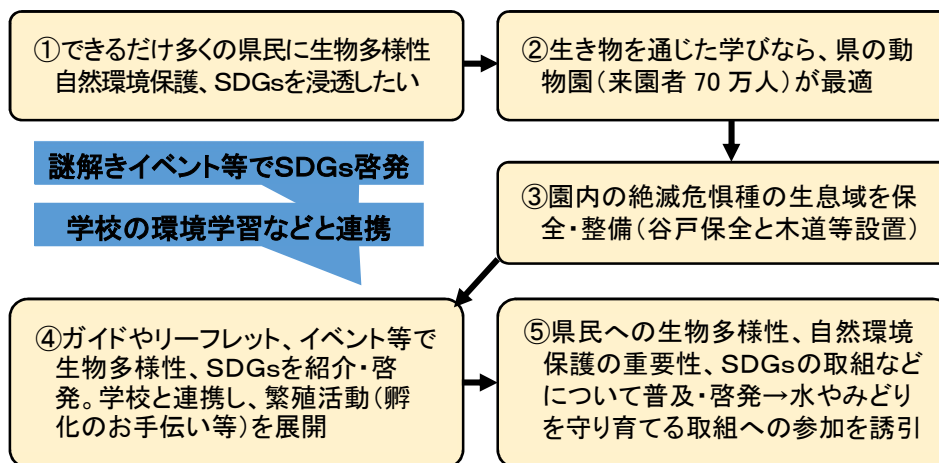 ①できるだけ多くの県民に生物多様性
自然環境保護、SDGsを浸透したい
②生き物を通じた学びなら、県の動
物園(来園者 70 万人)が最適
謎解きイベント等でSDGs啓発
学校の環境学習などと連携
③園内の絶滅危惧種の生息域を保
全・整備(谷戸保全と木道等設置)
④ガイドやリーフレット、イベント等で
生物多様性、SDGsを紹介・啓
発。学校と連携し、繁殖活動(孵
化のお手伝い等)を展開
⑤県民への生物多様性、自然環境
保護の重要性、SDGsの取組など
について普及・啓発→水やみどり
を守り育てる取組への参加を誘引